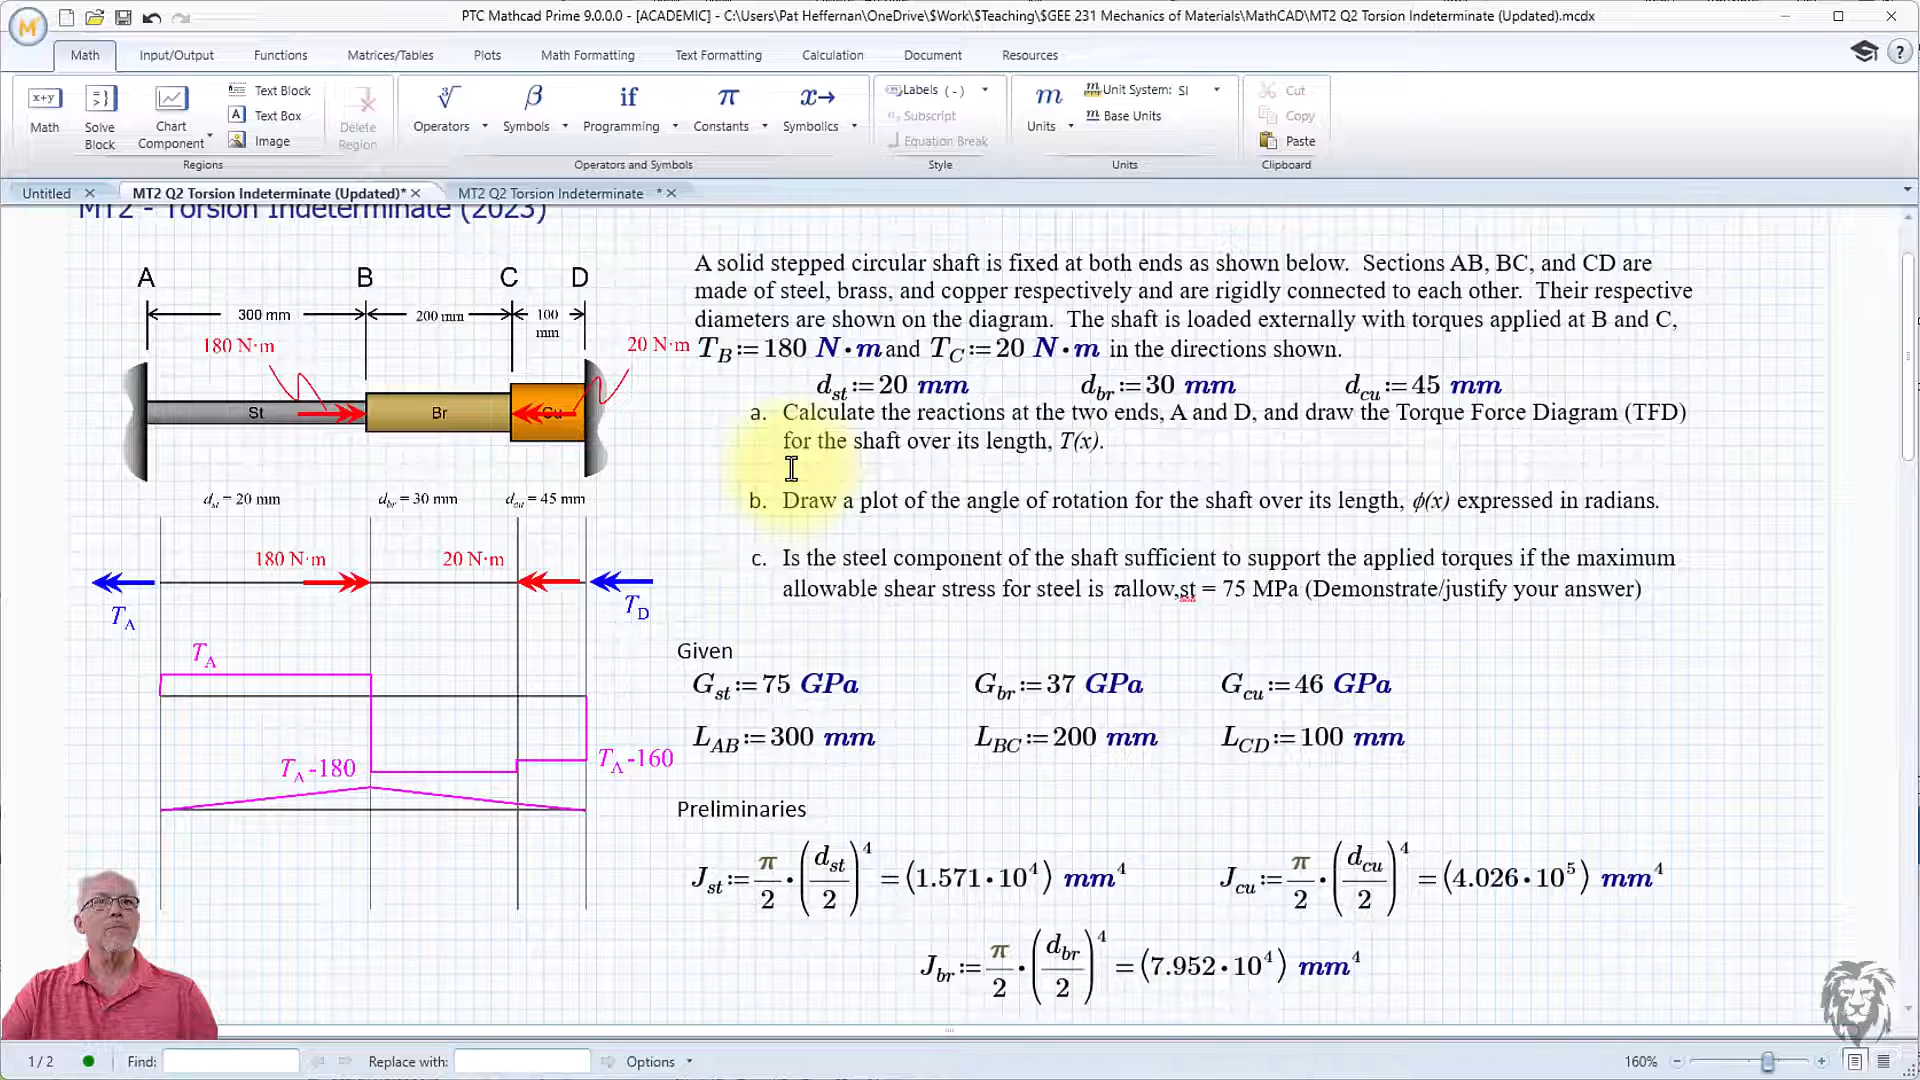 PTC Mathcad Prime 9.0.0.0 - [ACADEMIC] - C:\Users\Pat Heffernan\OneDrive\$Work\$Teaching\$GEE 231 Mechanics of Materials\MathCAD\MT2 Q2 Torsion Indeterminate (Updated).mcdx
Math Input/Output Functions Matrices/Tables Plots Math Formatting Text Formatting Calculation Document Resources
Math
Solve Block
Chart Component
Text Block
Text Box
Image
Delete Region
Regions
Operators
Symbols
if
Programming
π
Constants
Symbolics
Operators and Symbols
Labels ( - )
Subscript
Equation Break
Style
m
Units
Unit System: SI
Base Units
Units
Cut
Copy
Paste
Clipboard
Untitled MT2 Q2 Torsion Indeterminate (Updated)* MT2 Q2 Torsion Indeterminate *
MT2 - Torsion Indeterminate (2023)
A B C D
300 mm 200 mm 100 mm
180 N·m 20 N·m
St Br Cu
d_st = 20 mm d_br = 30 mm d_cu = 45 mm
180 N·m 20 N·m
T_A T_D
T_A
T_A-180 T_A-160
A solid stepped circular shaft is fixed at both ends as shown below. Sections AB, BC, and CD are
made of steel, brass, and copper respectively and are rigidly connected to each other. Their respective
diameters are shown on the diagram. The shaft is loaded externally with torques applied at B and C,
T_B := 180 N·m and T_C := 20 N·m in the directions shown.
d_st := 20 mm d_br := 30 mm d_cu := 45 mm
a. Calculate the reactions at the two ends, A and D, and draw the Torque Force Diagram (TFD)
for the shaft over its length, T(x).
b. Draw a plot of the angle of rotation for the shaft over its length, ϕ(x) expressed in radians.
c. Is the steel component of the shaft sufficient to support the applied torques if the maximum
allowable shear stress for steel is τallow,st = 75 MPa (Demonstrate/justify your answer)
Given
G_st := 75 GPa G_br := 37 GPa G_cu := 46 GPa
L_AB := 300 mm L_BC := 200 mm L_CD := 100 mm
Preliminaries
J_st := π/2 · (d_st/2)^4 = (1.571·10^4) mm^4 J_cu := π/2 · (d_cu/2)^4 = (4.026·10^5) mm^4
J_br := π/2 · (d_br/2)^4 = (7.952·10^4) mm^4
1 / 2 Find: Replace with: Options 160%